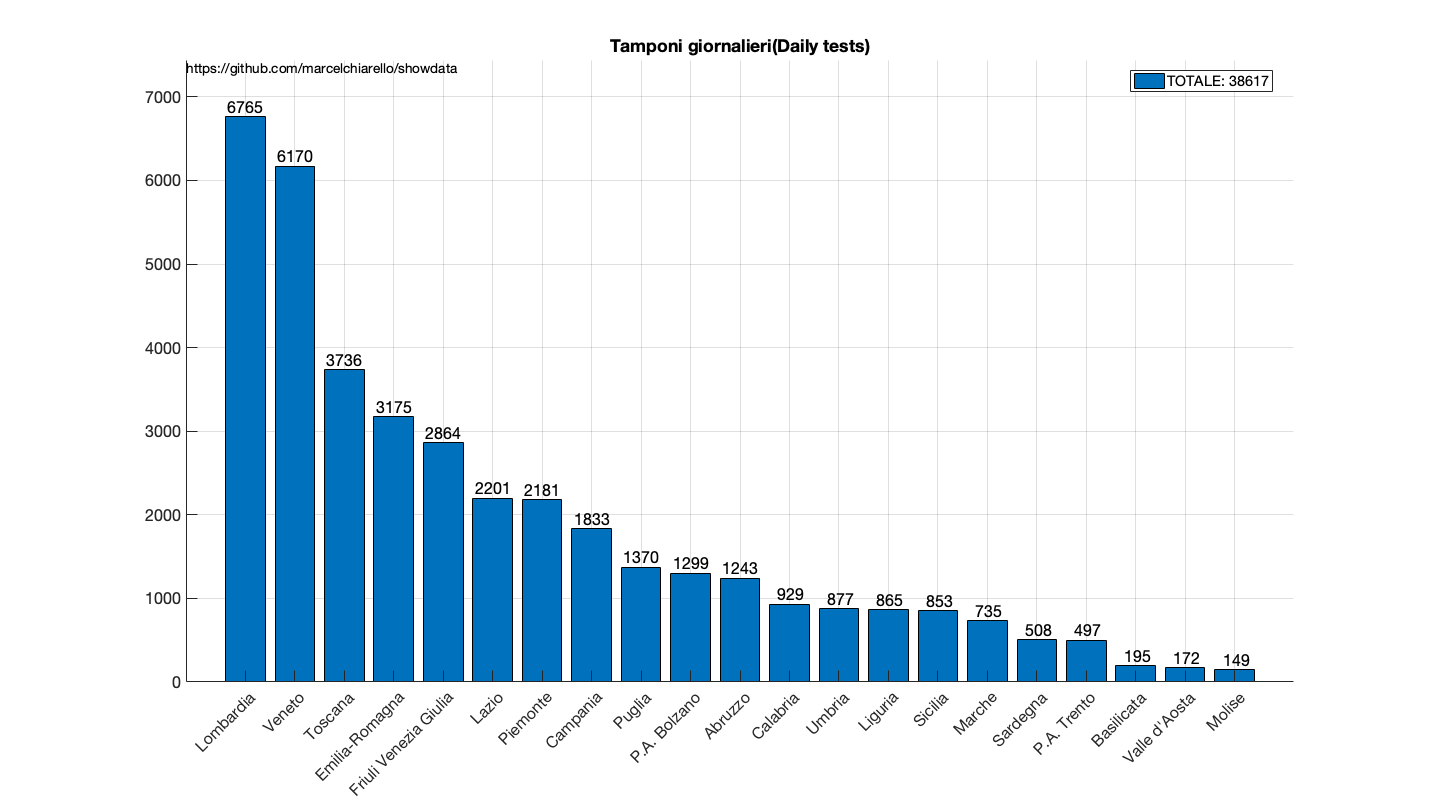 Tamponi giornalieri(Daily tests)
https://github.com/marcelchiarello/showdata
TOTALE: 38617
7000
6000
5000
4000
3000
2000
1000
0
6765
6170
3736
3175
2864
2201
2181
1833
1370
1299
1243
929
877
865
853
735
508
497
195
172
149
Lombardia
Veneto
Toscana
Emilia-Romagna
Friuli Venezia Giulia
Lazio
Piemonte
Campania
Puglia
P.A. Bolzano
Abruzzo
Calabria
Umbria
Liguria
Sicilia
Marche
Sardegna
P.A. Trento
Basilicata
Valle d'Aosta
Molise